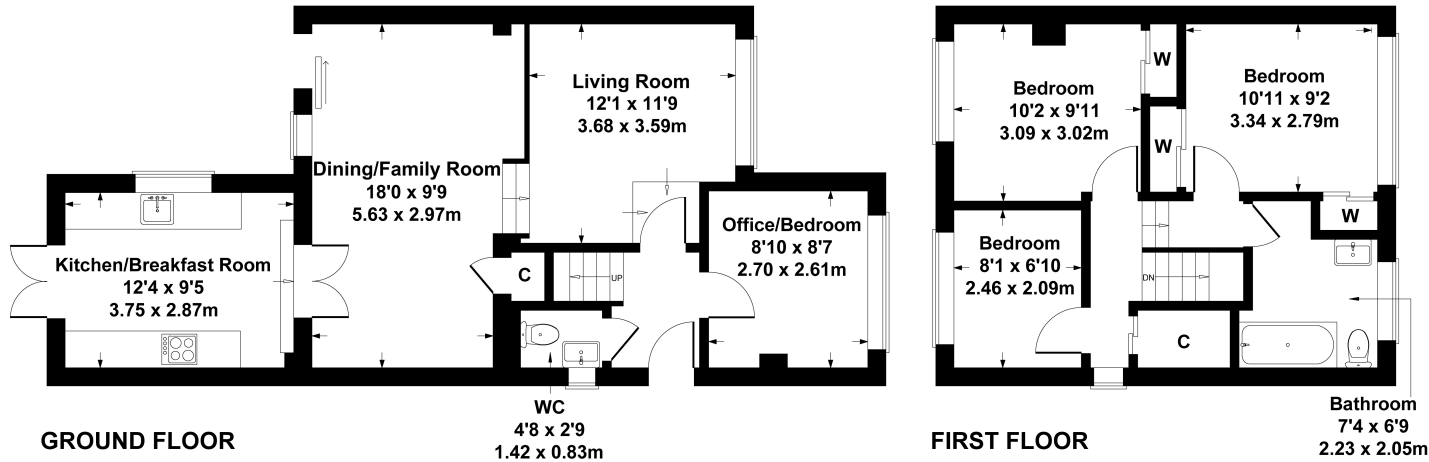 Living Room
12'1 x 11'9
3.68 x 3.59m
Dining/Family Room
18'0 x 9'9
5.63 x 2.97m
Office/Bedroom
8'10 x 8'7
2.70 x 2.61m
Kitchen/Breakfast Room
12'4 x 9'5
3.75 x 2.87m
C
UP
WC
4'8 x 2'9
1.42 x 0.83m
GROUND FLOOR
Bedroom
10'2 x 9'11
3.09 x 3.02m
W
W
Bedroom
10'11 x 9'2
3.34 x 2.79m
W
Bedroom
8'1 x 6'10
2.46 x 2.09m
DN
C
Bathroom
7'4 x 6'9
2.23 x 2.05m
FIRST FLOOR